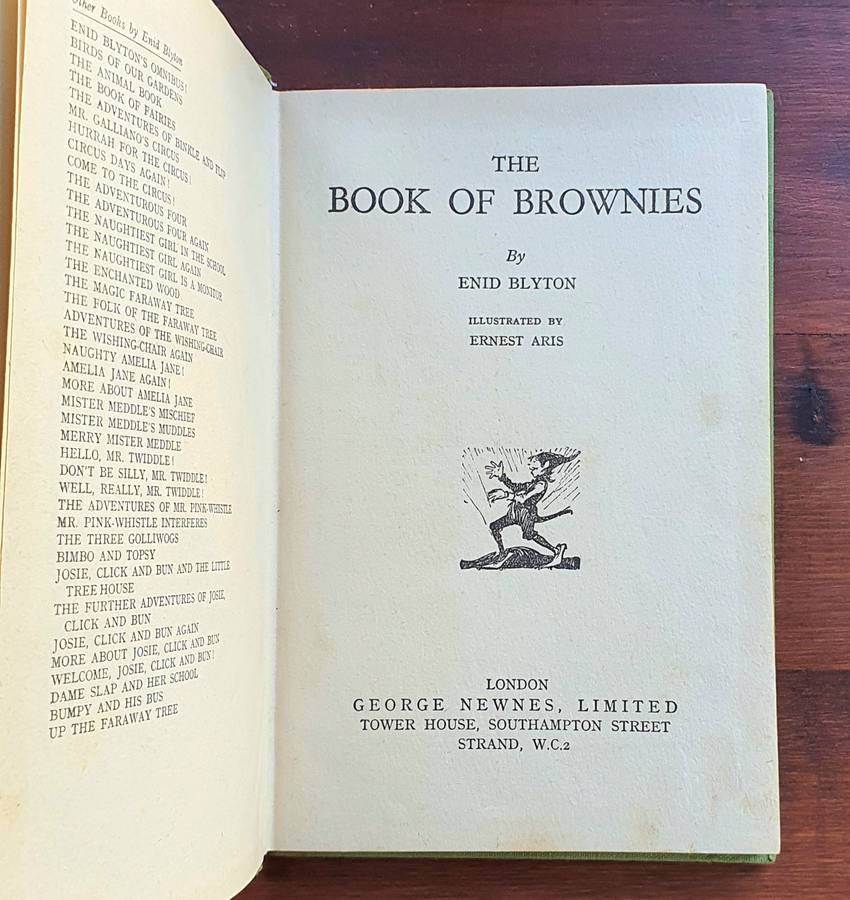 Other Books by Enid Blyton
ENID BLYTON'S OMNIBUS!
BIRDS OF OUR GARDENS
THE ANIMAL BOOK
THE BOOK OF FAIRIES
THE ADVENTURES OF BINKLE AND FLIP
MR. GALLIANO'S CIRCUS
HURRAH FOR THE CIRCUS!
CIRCUS DAYS AGAIN!
COME TO THE CIRCUS!
THE ADVENTUROUS FOUR
THE ADVENTUROUS FOUR AGAIN
THE NAUGHTIEST GIRL IN THE SCHOOL
THE NAUGHTIEST GIRL AGAIN
THE NAUGHTIEST GIRL IS A MONITOR
THE ENCHANTED WOOD
THE MAGIC FARAWAY TREE
THE FOLK OF THE FARAWAY TREE
ADVENTURES OF THE WISHING-CHAIR
THE WISHING-CHAIR AGAIN
NAUGHTY AMELIA JANE!
AMELIA JANE AGAIN!
MORE ABOUT AMELIA JANE
MISTER MEDDLE'S MISCHIEF
MISTER MEDDLE'S MUDDLES
MERRY MISTER MEDDLE
HELLO, MR. TWIDDLE!
DON'T BE SILLY, MR. TWIDDLE!
WELL, REALLY, MR. TWIDDLE!
THE ADVENTURES OF MR. PINK-WHISTLE
MR. PINK-WHISTLE INTERFERES
THE THREE GOLLIWOGS
BIMBO AND TOPSY
JOSIE, CLICK AND BUN AND THE LITTLE
TREE HOUSE
THE FURTHER ADVENTURES OF JOSIE,
CLICK AND BUN
JOSIE, CLICK AND BUN AGAIN
MORE ABOUT JOSIE, CLICK AND BUN
WELCOME, JOSIE, CLICK AND BUN!
DAME SLAP AND HER SCHOOL
BUMPY AND HIS BUS
UP THE FARAWAY TREE
THE
BOOK OF BROWNIES
By
ENID BLYTON
ILLUSTRATED BY
ERNEST ARIS
LONDON
GEORGE NEWNES, LIMITED
TOWER HOUSE, SOUTHAMPTON STREET
STRAND, W.C.2